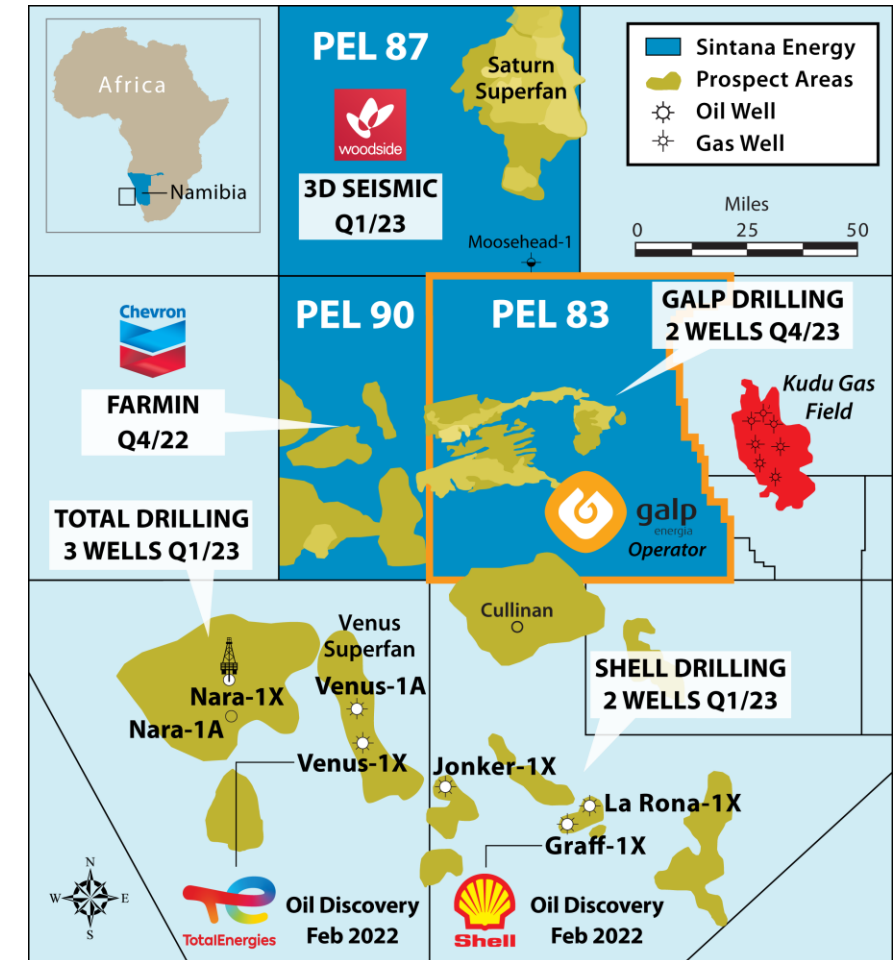 Africa
Namibia
PEL 87
woodside
3D SEISMIC
Q1/23
Saturn
Superfan
Moosehead-1
Sintana Energy
Prospect Areas
Oil Well
Gas Well
Miles
0 25 50
Chevron
FARMIN
Q4/22
PEL 90
PEL 83
GALP DRILLING
2 WELLS Q4/23
Kudu Gas
Field
galp
energia
Operator
TOTAL DRILLING
3 WELLS Q1/23
Cullinan
Venus
Superfan
SHELL DRILLING
2 WELLS Q1/23
Nara-1X
Nara-1A
Venus-1A
Venus-1X
Jonker-1X
La Rona-1X
Graff-1X
N
W E
S
TotalEnergies
Oil Discovery
Feb 2022
Shell
Oil Discovery
Feb 2022